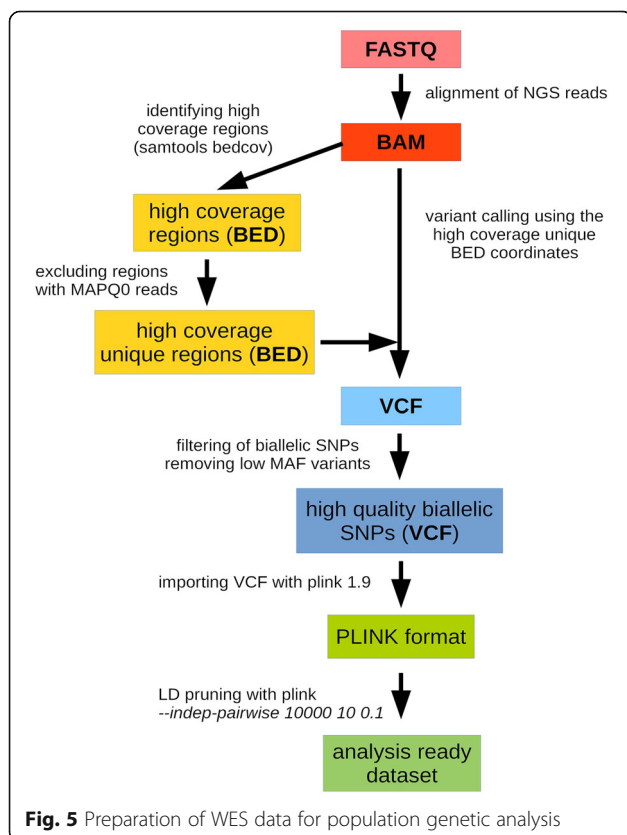 FASTQ
alignment of NGS reads
identifying high
coverage regions
(samtools bedcov)
BAM
high coverage
regions (BED)
variant calling using the
high coverage unique
BED coordinates
excluding regions
with MAPQ0 reads
high coverage
unique regions (BED)
VCF
filtering of biallelic SNPs
removing low MAF variants
high quality biallelic
SNPs (VCF)
importing VCF with plink 1.9
PLINK format
LD pruning with plink
--indep-pairwise 10000 10 0.1
analysis ready
dataset
Fig. 5 Preparation of WES data for population genetic analysis